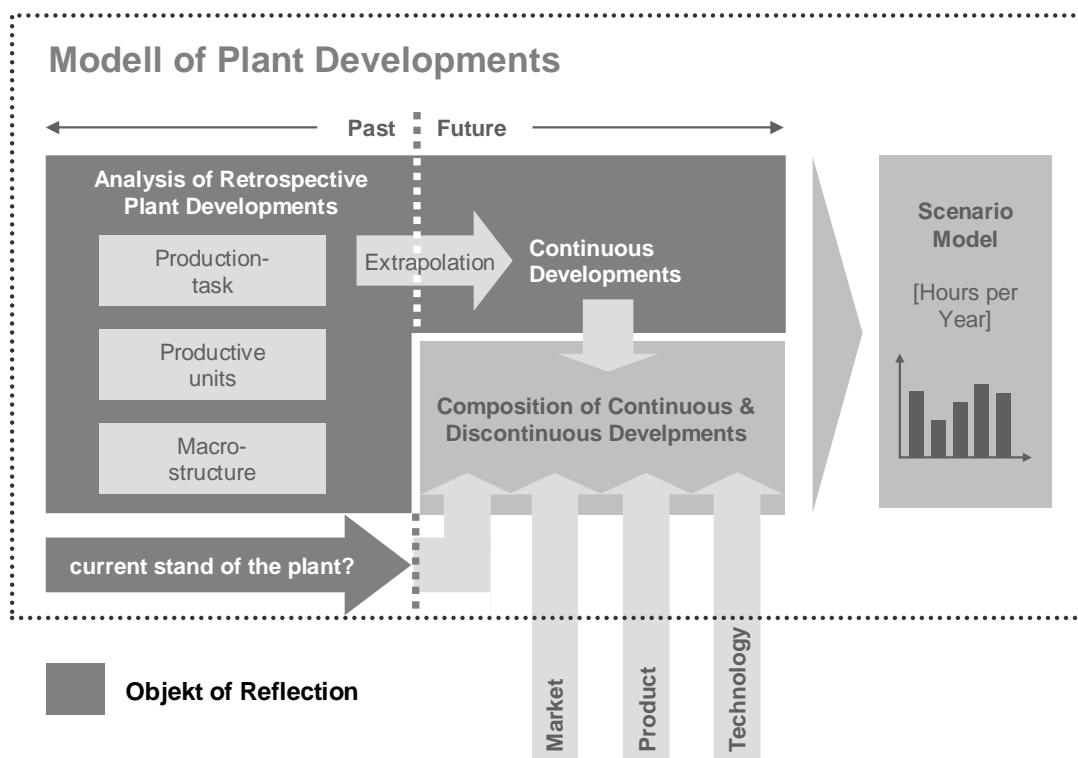 Modell of Plant Developments
Past
Future
Analysis of Retrospective
Plant Developments
Production-
task
Productive
units
Macro-
structure
Extrapolation
Continuous
Developments
Composition of Continuous &
Discontinuous Develpments
Scenario
Model
[Hours per
Year]
current stand of the plant?
Market
Product
Technology
Objekt of Reflection